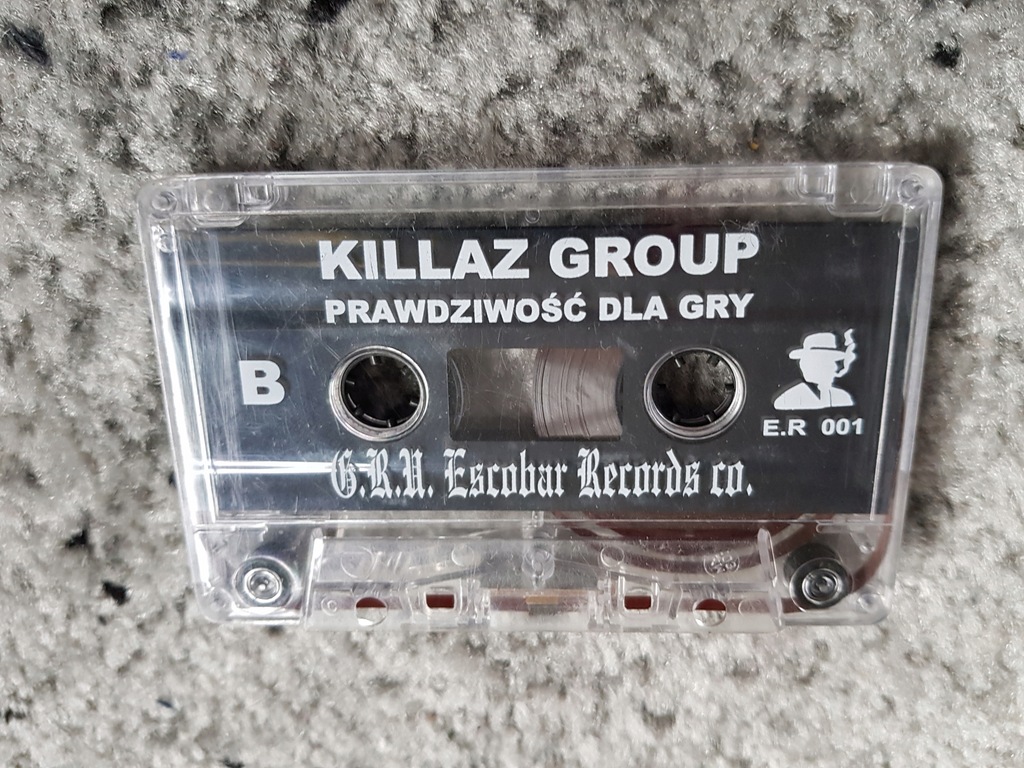 KILLAZ GROUP
PRAWDZIWOŚĆ DLA GRY
B
E.R 001
G.R.U. Escobar Records co.